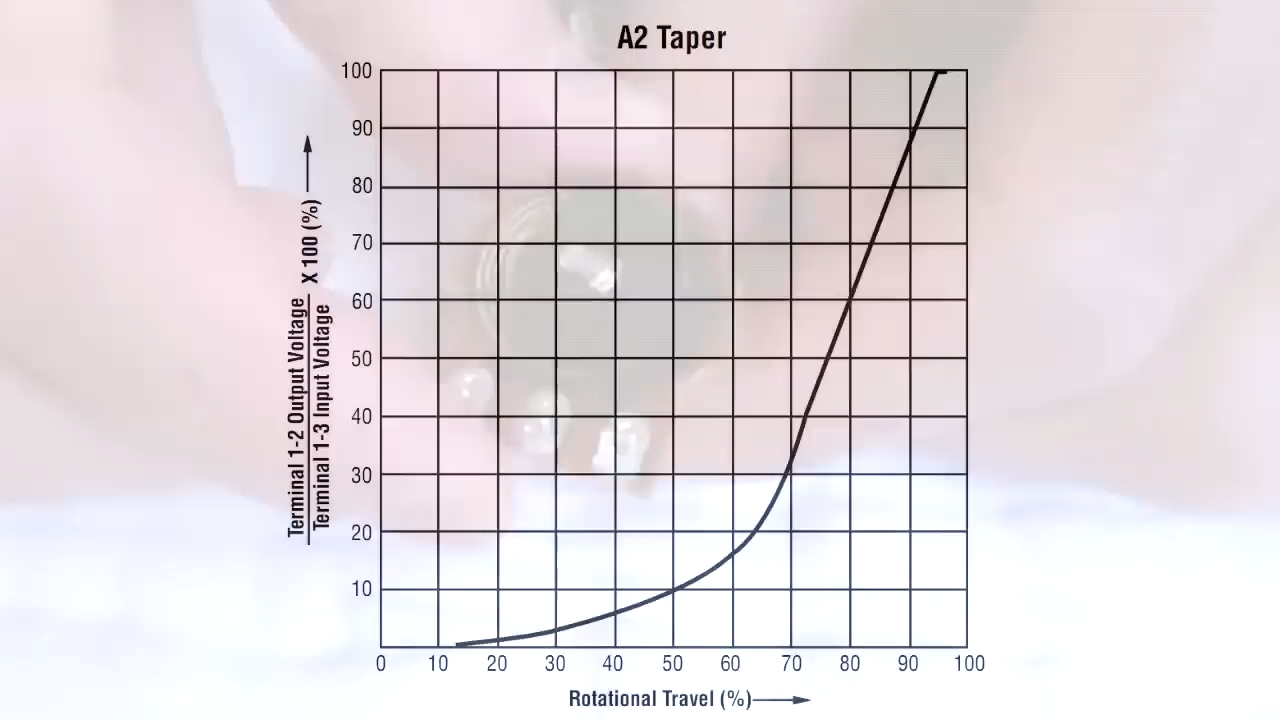 A2 Taper
100
90
80
70
60
50
40
30
20
10
Terminal 1-2 Output Voltage
Terminal 1-3 Input Voltage
X 100 (%)
0 10 20 30 40 50 60 70 80 90 100
Rotational Travel (%)